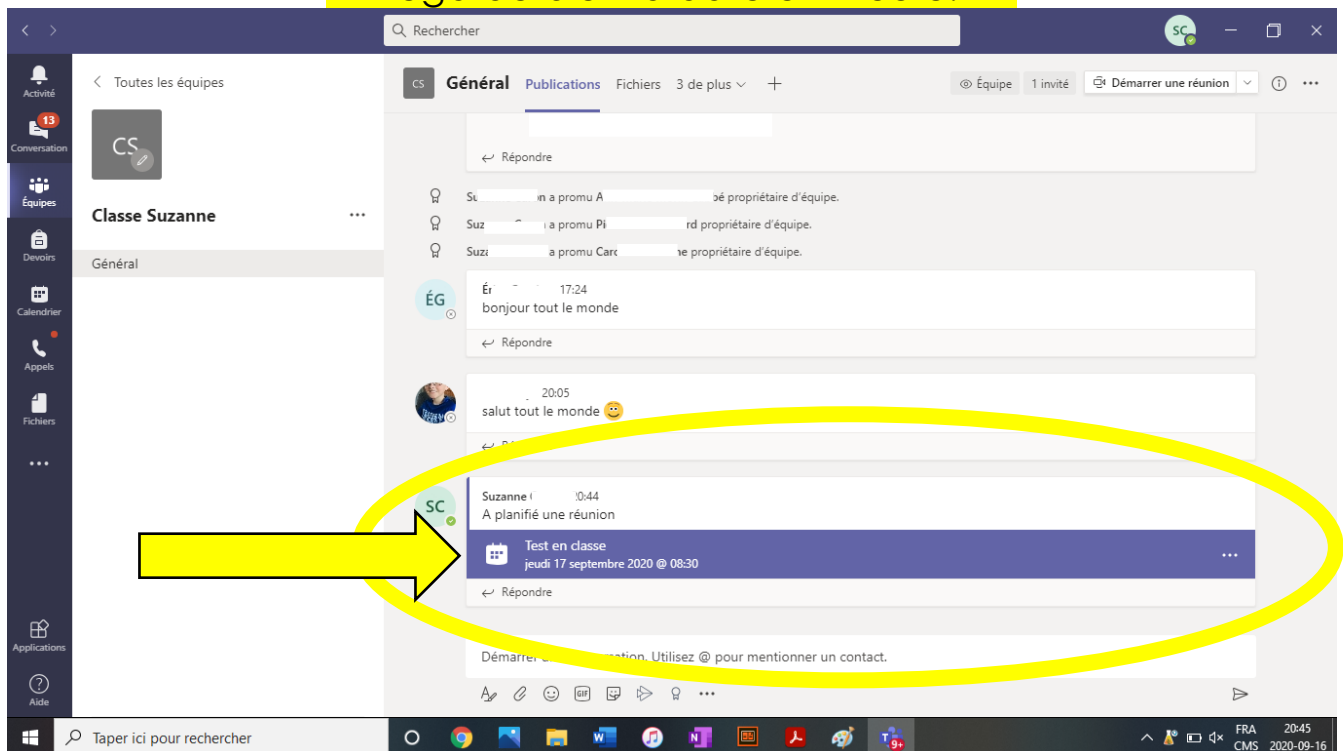 Rechercher
SC
Activité
13
Conversation
Équipes
Devoirs
Calendrier
Appels
Fichiers
Applications
Aide
Toutes les équipes
CS
Classe Suzanne
Général
CS Général Publications Fichiers 3 de plus
Équipe 1 invité Démarrer une réunion
Répondre
a promu A propriétaire d'équipe.
a promu propriétaire d'équipe.
a promu propriétaire d'équipe.
ÉG
17:24
bonjour tout le monde
Répondre
20:05
salut tout le monde
SC
Suzanne
A planifié une réunion
Test en classe
jeudi 17 septembre 2020 @ 08:30
Répondre
Utilisez @ pour mentionner un contact.
GIF
Taper ici pour rechercher
9+
FRA
CMS
20:45
2020-09-16